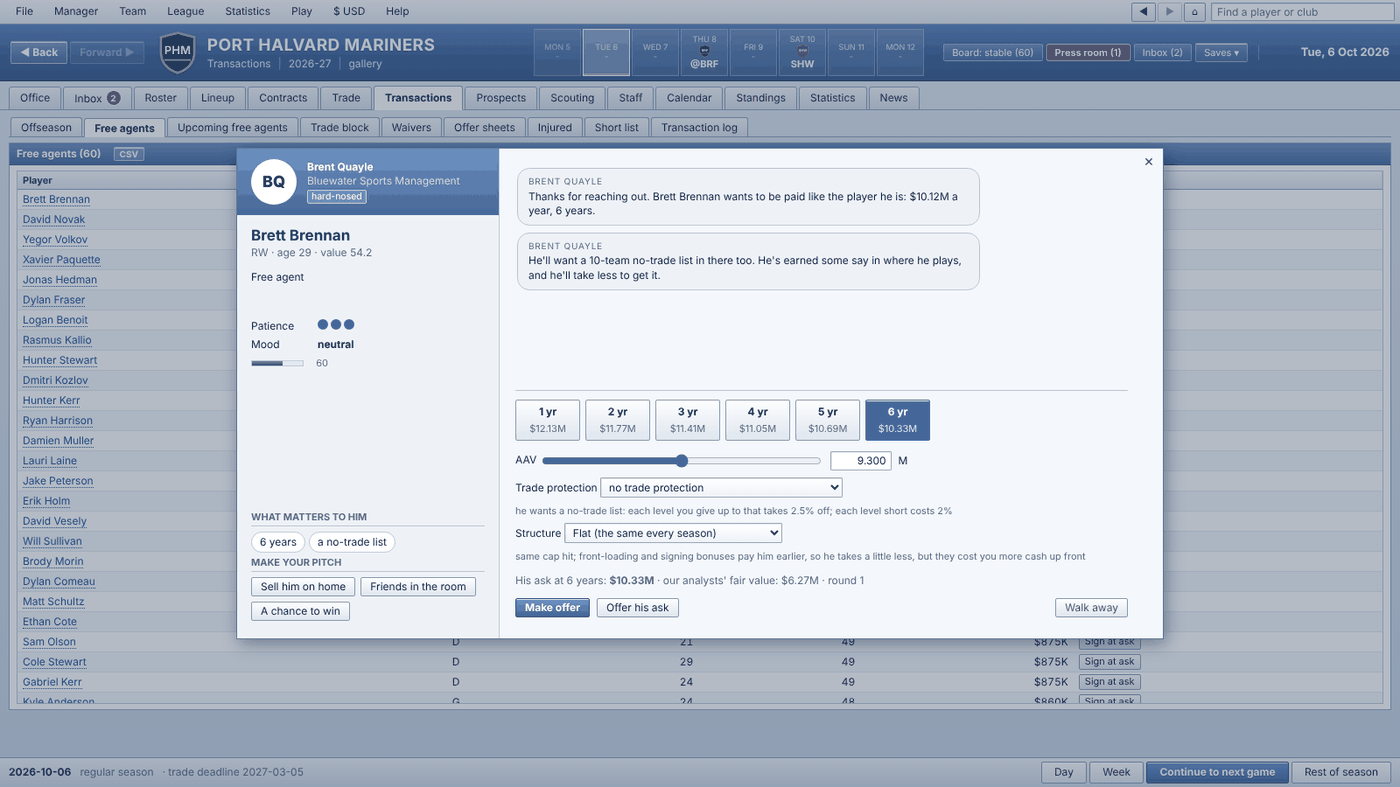 File Manager Team League Statistics Play $ USD Help
◀ ▶ ⌂ Find a player or club
◀ Back Forward ▶
PHM
PORT HALVARD MARINERS
Transactions | 2026-27 | gallery
MON 5 -
TUE 6 -
WED 7 -
THU 8 @BRF
FRI 9 -
SAT 10 SHW
SUN 11 -
MON 12 -
Board: stable (60) Press room (1) Inbox (2) Saves ▾
Tue, 6 Oct 2026
Office Inbox 2 Roster Lineup Contracts Trade Transactions Prospects Scouting Staff Calendar Standings Statistics News
Offseason Free agents Upcoming free agents Trade block Waivers Offer sheets Injured Short list Transaction log
Free agents (60) CSV
Player
Brett Brennan
David Novak
Yegor Volkov
Xavier Paquette
Jonas Hedman
Dylan Fraser
Logan Benoit
Rasmus Kallio
Hunter Stewart
Dmitri Kozlov
Hunter Kerr
Ryan Harrison
Damien Muller
Lauri Laine
Jake Peterson
Erik Holm
David Vesely
Will Sullivan
Brody Morin
Dylan Comeau
Matt Schultz
Ethan Cote
Sam Olson D 21 49 $875K Sign at ask
Cole Stewart D 29 49 $875K Sign at ask
Gabriel Kerr D 24 49 $875K Sign at ask
Kyle Anderson G 24 48 $860K Sign at ask
BQ
Brent Quayle
Bluewater Sports Management
hard-nosed
Brett Brennan
RW · age 29 · value 54.2
Free agent
Patience
Mood neutral
60
WHAT MATTERS TO HIM
6 years a no-trade list
MAKE YOUR PITCH
Sell him on home Friends in the room
A chance to win
✕
BRENT QUAYLE
Thanks for reaching out. Brett Brennan wants to be paid like the player he is: $10.12M a
year, 6 years.
BRENT QUAYLE
He'll want a 10-team no-trade list in there too. He's earned some say in where he plays,
and he'll take less to get it.
1 yr 2 yr 3 yr 4 yr 5 yr 6 yr
$12.13M $11.77M $11.41M $11.05M $10.69M $10.33M
AAV 9.300 M
Trade protection no trade protection
he wants a no-trade list: each level you give up to that takes 2.5% off; each level short costs 2%
Structure Flat (the same every season)
same cap hit; front-loading and signing bonuses pay him earlier, so he takes a little less, but they cost you more cash up front
His ask at 6 years: $10.33M · our analysts' fair value: $6.27M · round 1
Make offer Offer his ask Walk away
2026-10-06 regular season · trade deadline 2027-03-05
Day Week Continue to next game Rest of season